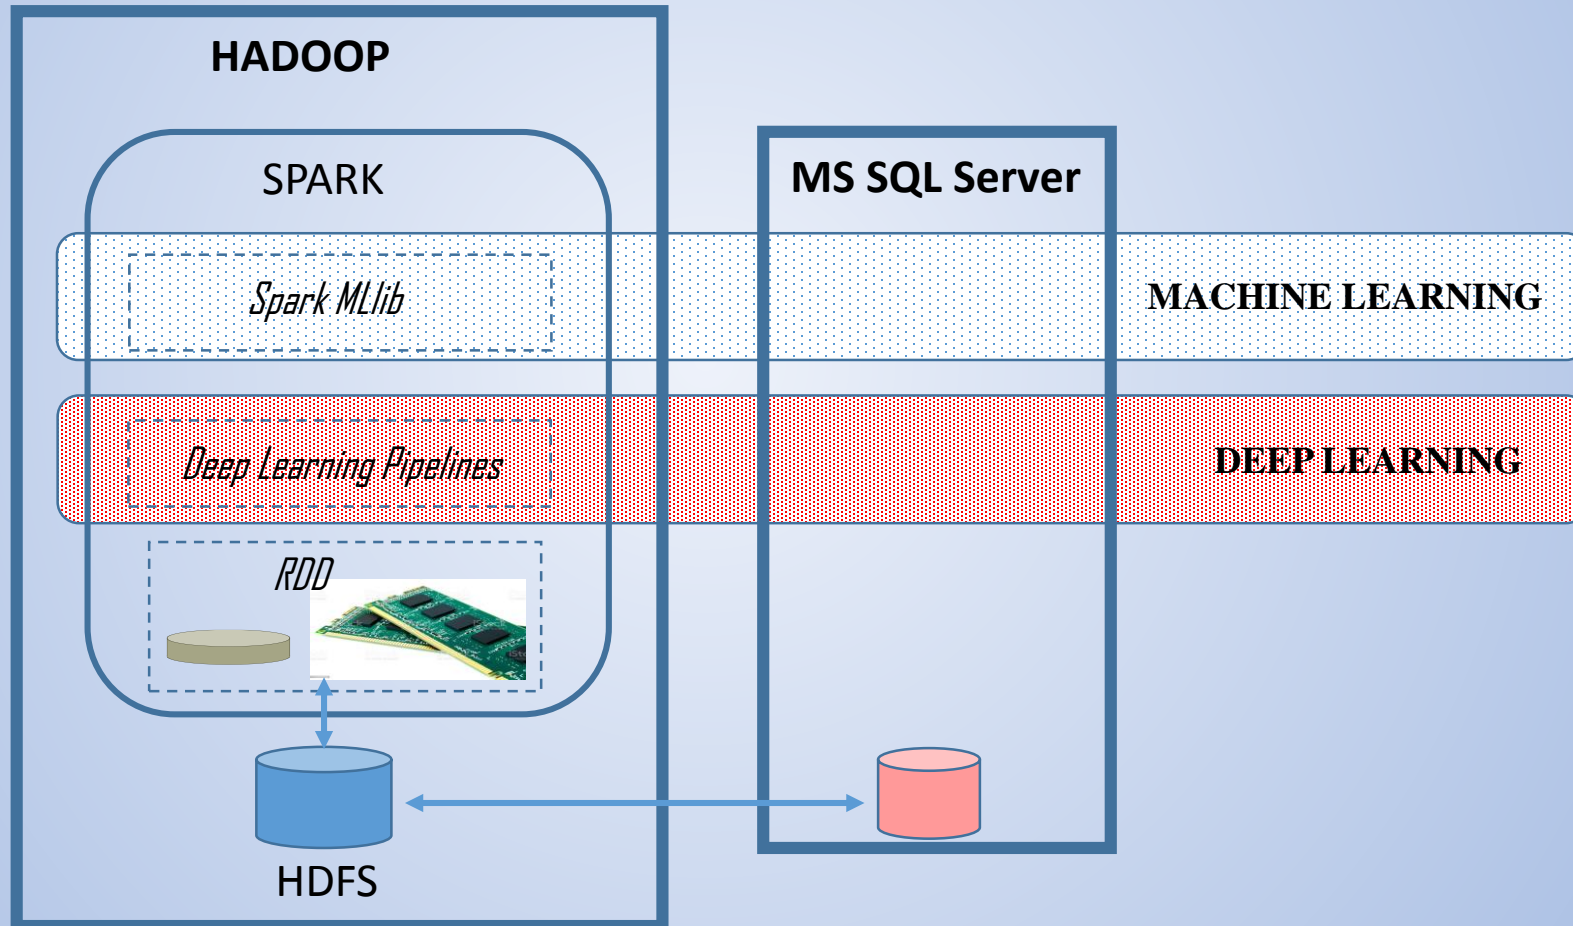 HADOOP
SPARK
MS SQL Server
Spark MLlib
MACHINE LEARNING
Deep Learning Pipelines
DEEP LEARNING
RDD
HDFS